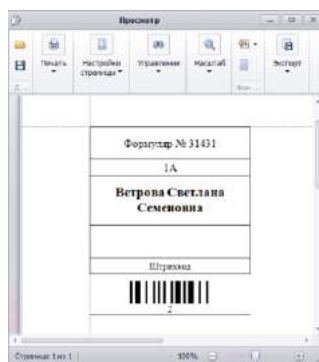 Просмотр
Печать
Настройки страницы
Управление
Масштаб
Экспорт
Формуляр № 31431
1А
Ветрова Светлана
Семеновна
Штрихкод
2
Страница 1 из 1
100%